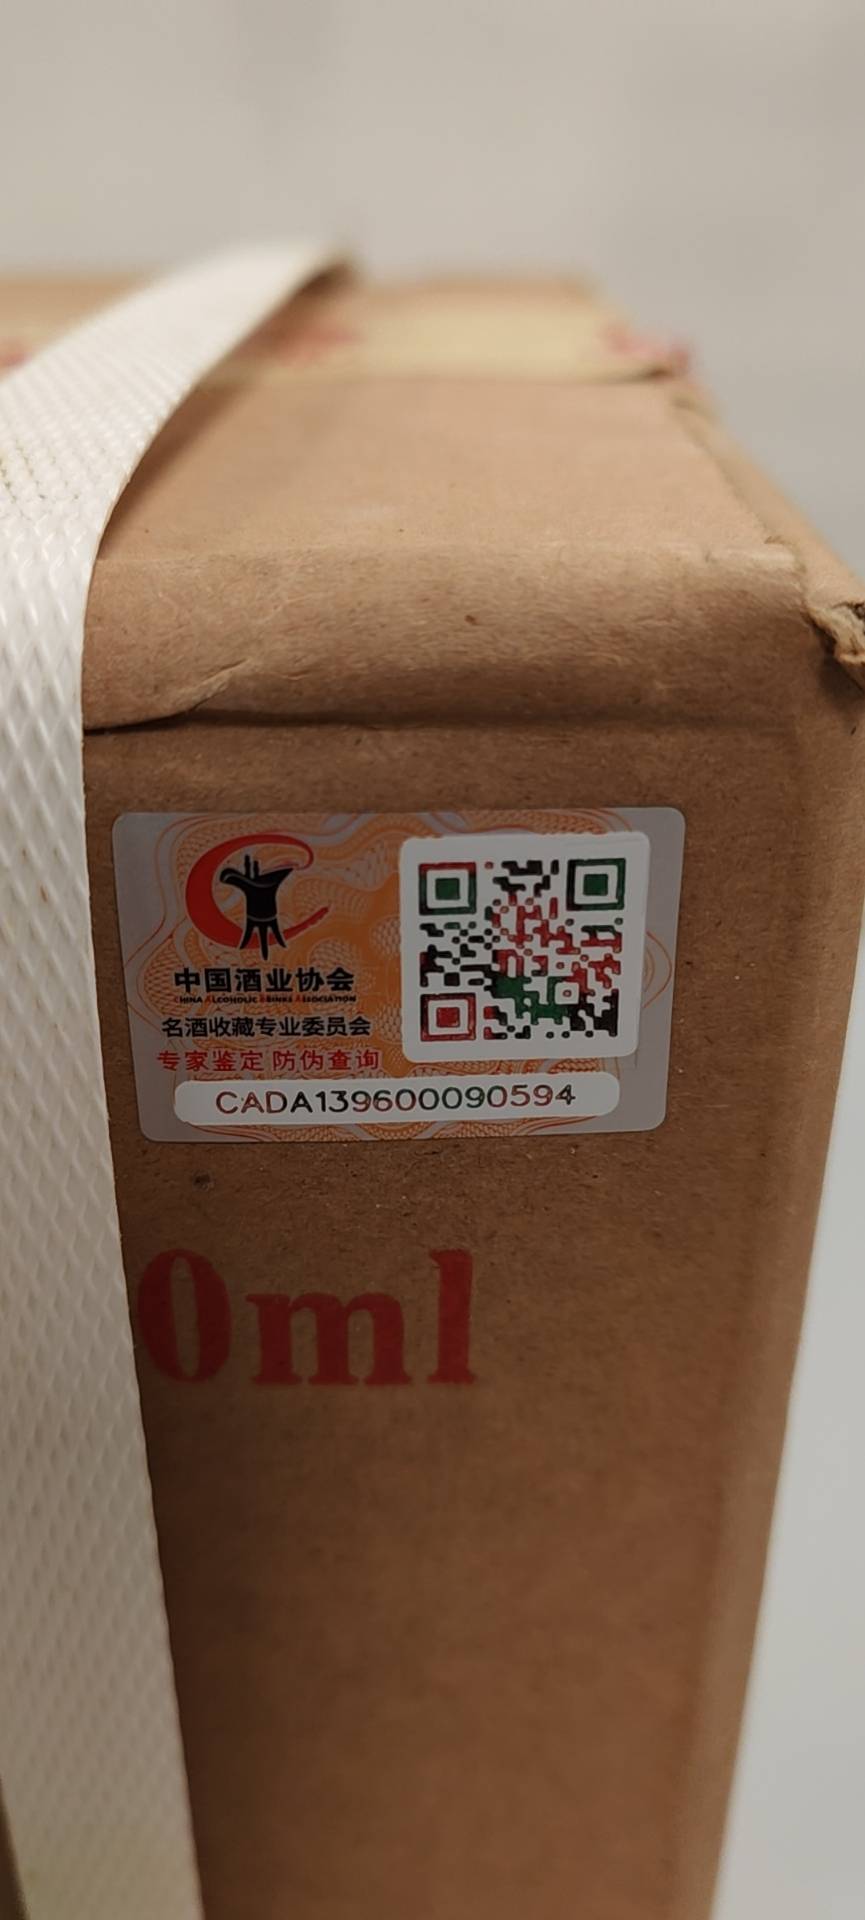 中国酒业协会
CHINA ALCOHOLIC DRINKS ASSOCIATION
名酒收藏专业委员会
专家鉴定 防伪查询
CADA139600090594
0ml